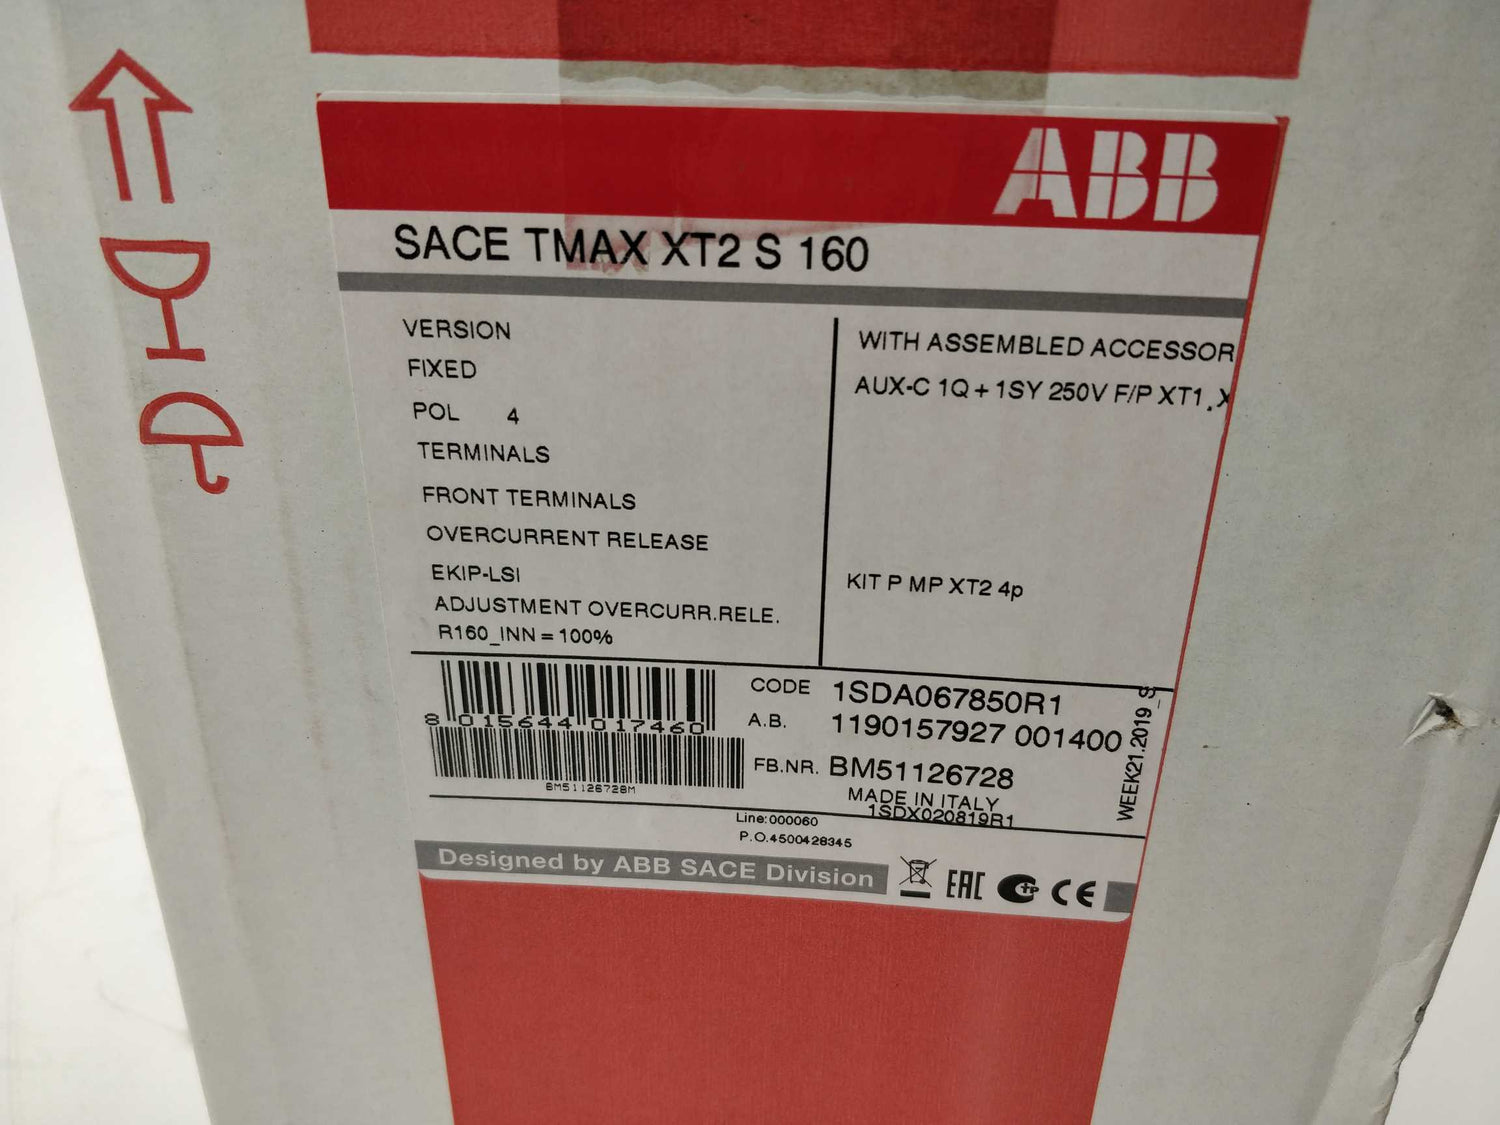 ABB
SACE TMAX XT2 S 160
VERSION
FIXED
POL 4
TERMINALS
FRONT TERMINALS
OVERCURRENT RELEASE
EKIP-LSI
ADJUSTMENT OVERCURR.RELE.
R160_INN=100%
WITH ASSEMBLED ACCESSOR
AUX-C 1Q+1SY 250V F/P XT1,X
KIT P MP XT2 4p
8 015644 017460
BM51126728M
CODE 1SDA067850R1
A.B. 1190157927 001400
FB.NR. BM51126728
MADE IN ITALY
1SDX020819R1
WEEK21.2019_S
Line:000060
P.O.4500428345
Designed by ABB SACE Division
EAC
CE